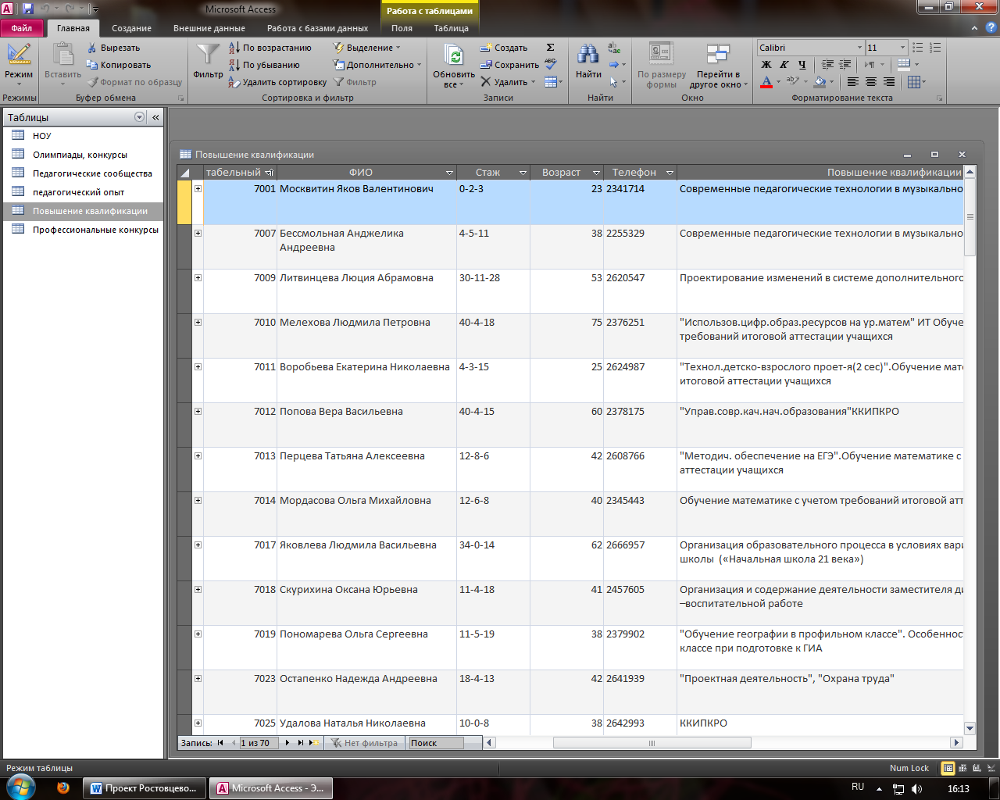 Microsoft Access
Работа с таблицами
Файл
Главная
Создание
Внешние данные
Работа с базами данных
Поля
Таблица
Режим
Режимы
Вставить
Вырезать
Копировать
Формат по образцу
Буфер обмена
Фильтр
По возрастанию
По убыванию
Удалить сортировку
Выделение
Дополнительно
Фильтр
Сортировка и фильтр
Обновить
все
Создать
Сохранить
Удалить
Записи
Найти
Найти
По размеру
формы
Перейти в
другое окно
Окно
Calibri
11
Ж К Ч
Форматирование текста
Таблицы
НОУ
Олимпиады, конкурсы
Педагогические сообщества
педагогический опыт
Повышение квалификации
Профессиональные конкурсы
Повышение квалификации
табельный ФИО Стаж Возраст Телефон Повышение квалификации
7001 Москвитин Яков Валентинович 0-2-3 23 2341714 Современные педагогические технологии в музыкально
7007 Бессмольная Анджелика 4-5-11 38 2255329 Современные педагогические технологии в музыкально
Андреевна
7009 Литвинцева Люция Абрамовна 30-11-28 53 2620547 Проектирование изменений в системе дополнительного
7010 Мелехова Людмила Петровна 40-4-18 75 2376251 "Использов.цифр.образ.ресурсов на ур.матем" ИТ Обуче
требований итоговой аттестации учащихся
7011 Воробьева Екатерина Николаевна 4-3-15 25 2624987 "Технол.детско-взрослого проет-я(2 сес)".Обучение мате
итоговой аттестации учащихся
7012 Попова Вера Васильевна 40-4-15 60 2378175 "Управ.совр.кач.нач.образования"ККИПКРО
7013 Перцева Татьяна Алексеевна 12-8-6 42 2608766 "Методич. обеспечение на ЕГЭ".Обучение математике с
аттестации учащихся
7014 Мордасова Ольга Михайловна 12-6-8 40 2345443 Обучение математике с учетом требований итоговой атт
7017 Яковлева Людмила Васильевна 34-0-14 62 2666957 Организация образовательного процесса в условиях вари
школы («Начальная школа 21 века»)
7018 Скурихина Оксана Юрьевна 11-4-18 41 2457605 Организация и содержание деятельности заместителя ди
–воспитательной работе
7019 Пономарева Ольга Сергеевна 11-5-19 38 2379902 "Обучение географии в профильном классе". Особеннос
классе при подготовке к ГИА
7023 Остапенко Надежда Андреевна 18-4-13 42 2641939 "Проектная деятельность", "Охрана труда"
7025 Удалова Наталья Николаевна 10-0-8 38 2642993 ККИПКРО
Запись: 1 из 70 Нет фильтра Поиск
Режим таблицы
Num Lock
Проект Ростовцево...
Microsoft Access - Э...
RU
16:13